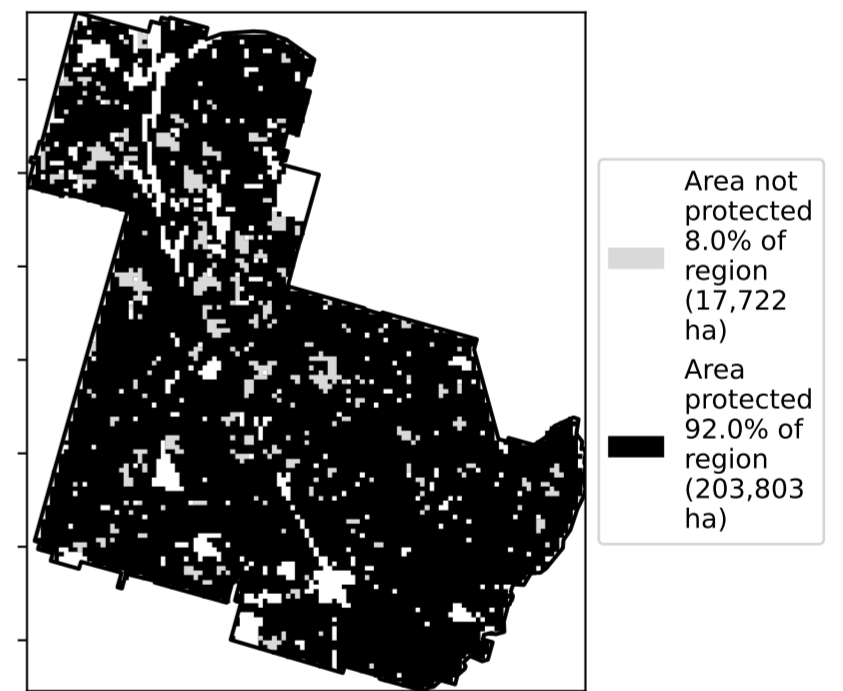 Area not
protected
8.0% of
region
(17,722
ha)
Area
protected
92.0% of
region
(203,803
ha)